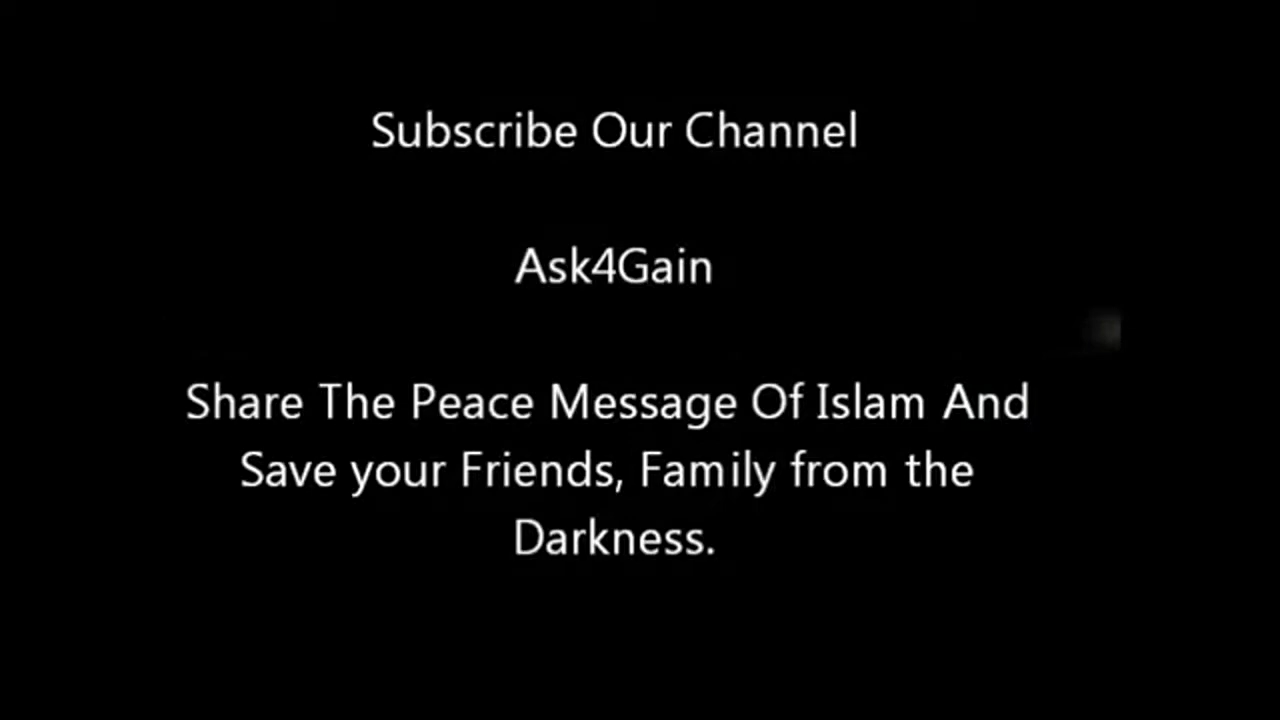 Subscribe Our Channel
Ask4Gain
Share The Peace Message Of Islam And
Save your Friends, Family from the
Darkness.